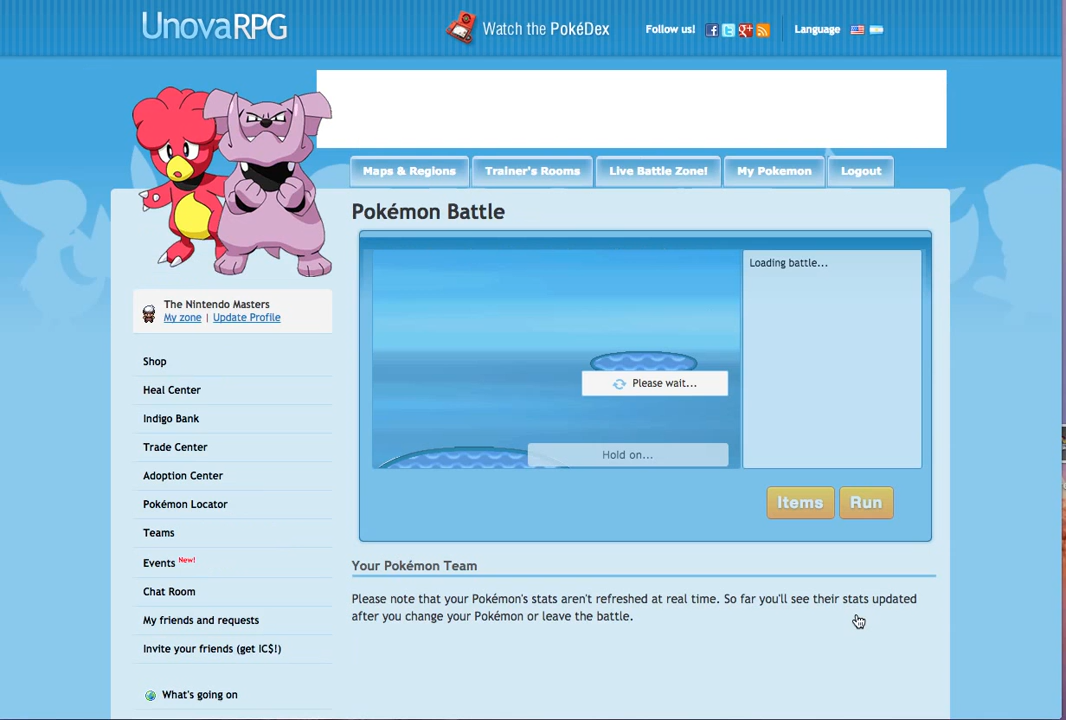 UnovaRPG
Watch the PokéDex
Follow us!
Language
Maps & Regions
Trainer's Rooms
Live Battle Zone!
My Pokemon
Logout
Pokémon Battle
Loading battle...
Please wait...
Hold on...
Items
Run
The Nintendo Masters
My zone | Update Profile
Shop
Heal Center
Indigo Bank
Trade Center
Adoption Center
Pokémon Locator
Teams
Events New!
Chat Room
My friends and requests
Invite your friends (get IC$!)
What's going on
Your Pokémon Team
Please note that your Pokémon's stats aren't refreshed at real time. So far you'll see their stats updated
after you change your Pokémon or leave the battle.